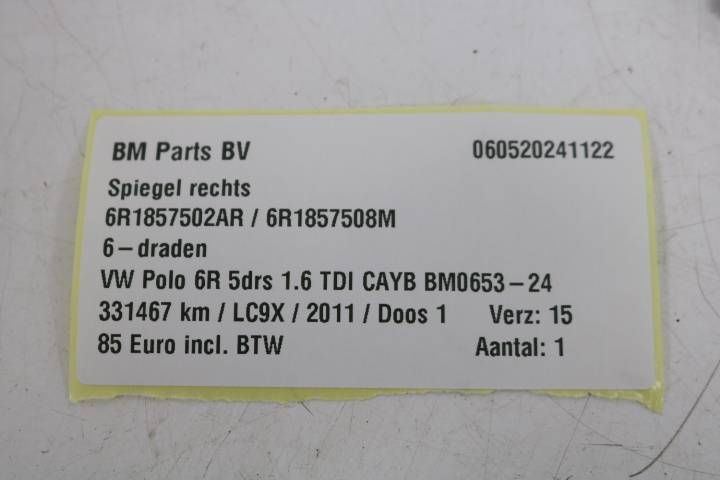 BM Parts BV 060520241122
Spiegel rechts
6R1857502AR / 6R1857508M
6-draden
VW Polo 6R 5drs 1.6 TDI CAYB BM0653-24
331467 km / LC9X / 2011 / Doos 1 Verz: 15
85 Euro incl. BTW Aantal: 1